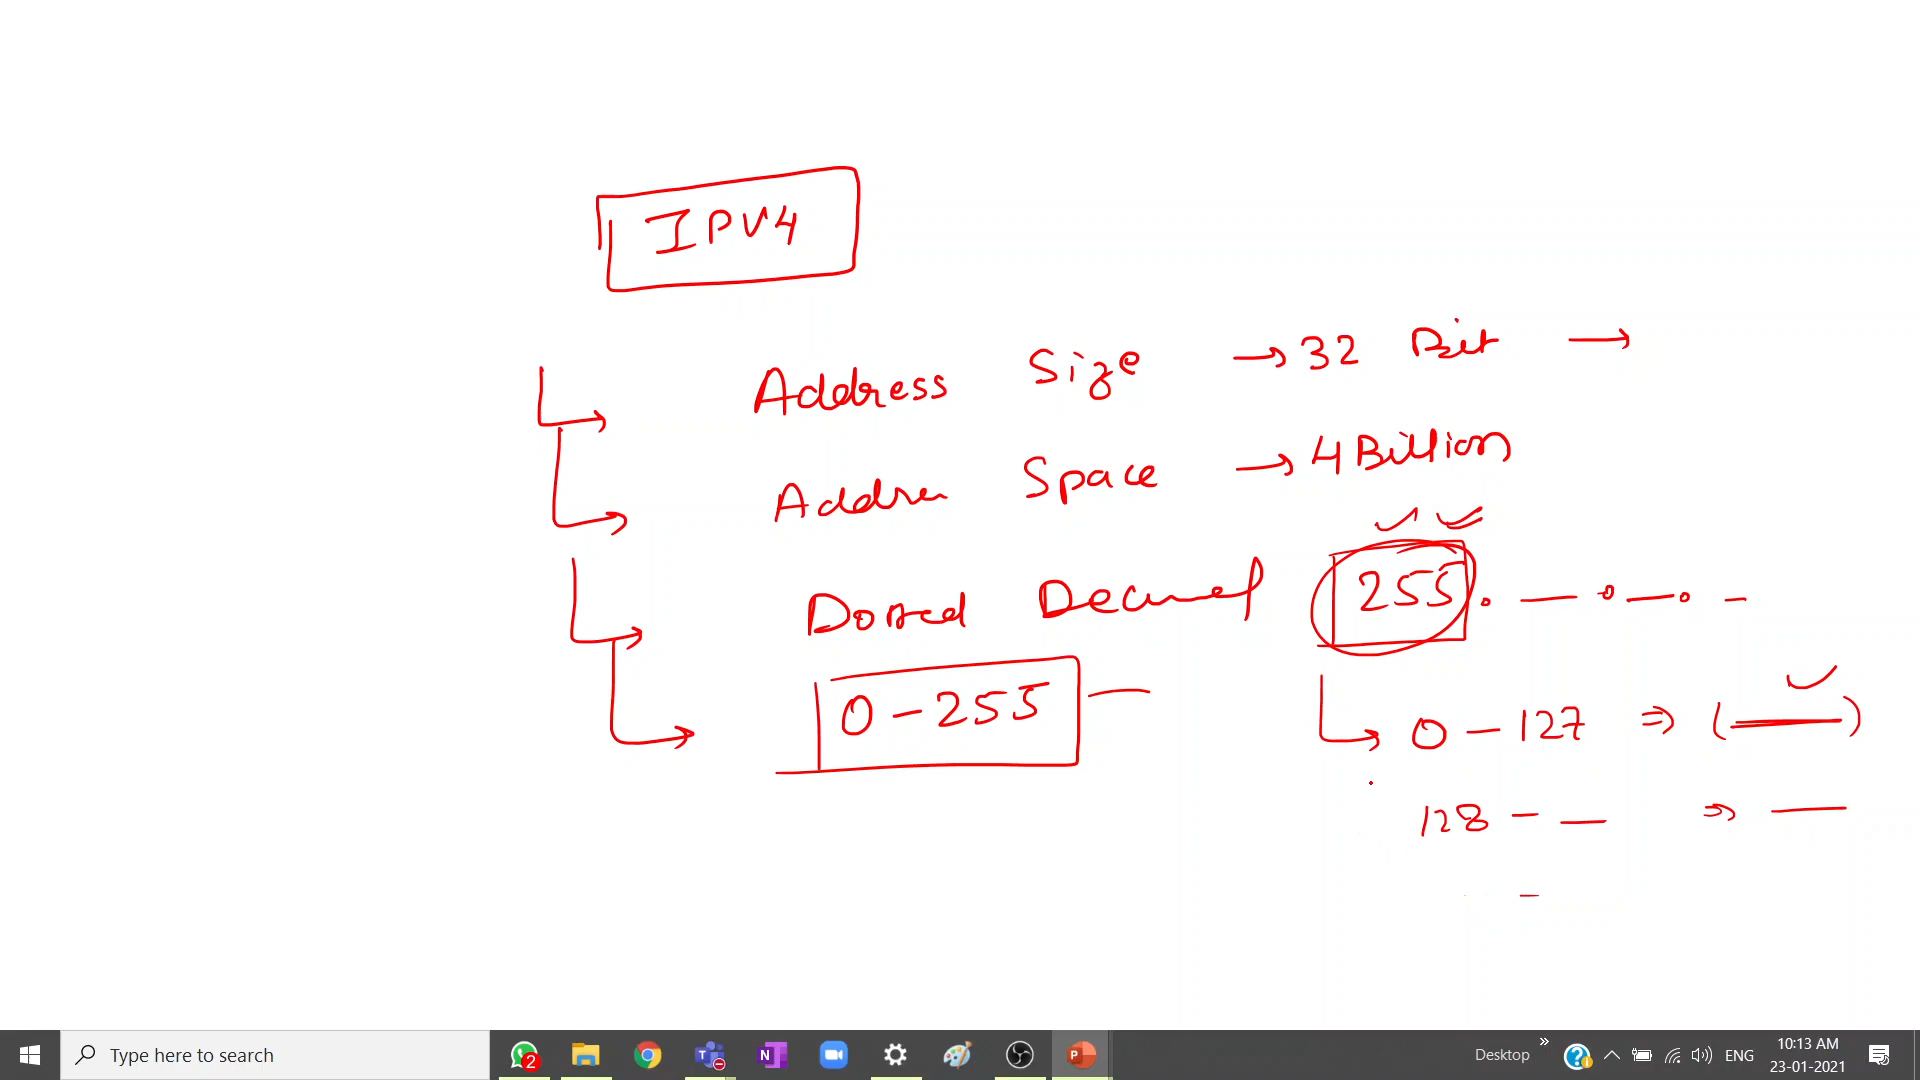 IPV4
Address Size → 32 Bit →
Address Space → 4 Billion
Dotted Decimal 255. — . — . —
0 - 255 —
0 - 127 ⇒ ( — )
128 - — ⇒ —
-
Type here to search
2
Desktop
»
ENG
10:13 AM
23-01-2021